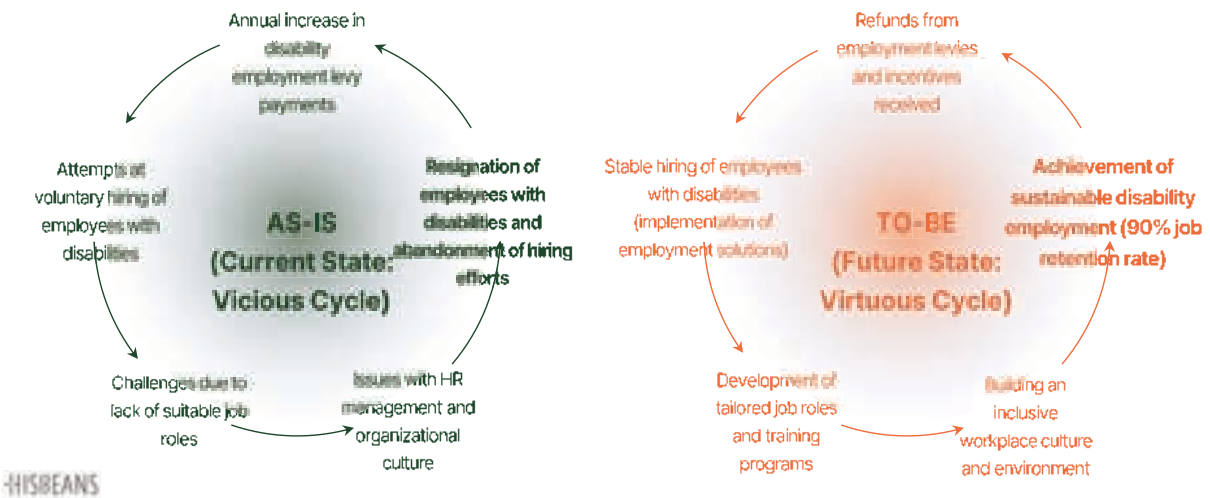 Annual increase in
disability
employment levy
payments
Attempts at
voluntary hiring of
employees with
disabilities
Challenges due to
lack of suitable job
roles
Issues with HR
management and
organizational
culture
Resignation of
employees with
disabilities and
abandonment of hiring
efforts
AS-IS
(Current State:
Vicious Cycle)
Refunds from
employment levies
and incentives
received
Stable hiring of employees
with disabilities
(implementation of
employment solutions)
Development of
tailored job roles
and training
programs
Building an
inclusive
workplace culture
and environment
Achievement of
sustainable disability
employment (90% job
retention rate)
TO-BE
(Future State:
Virtuous Cycle)
-HISBEANS